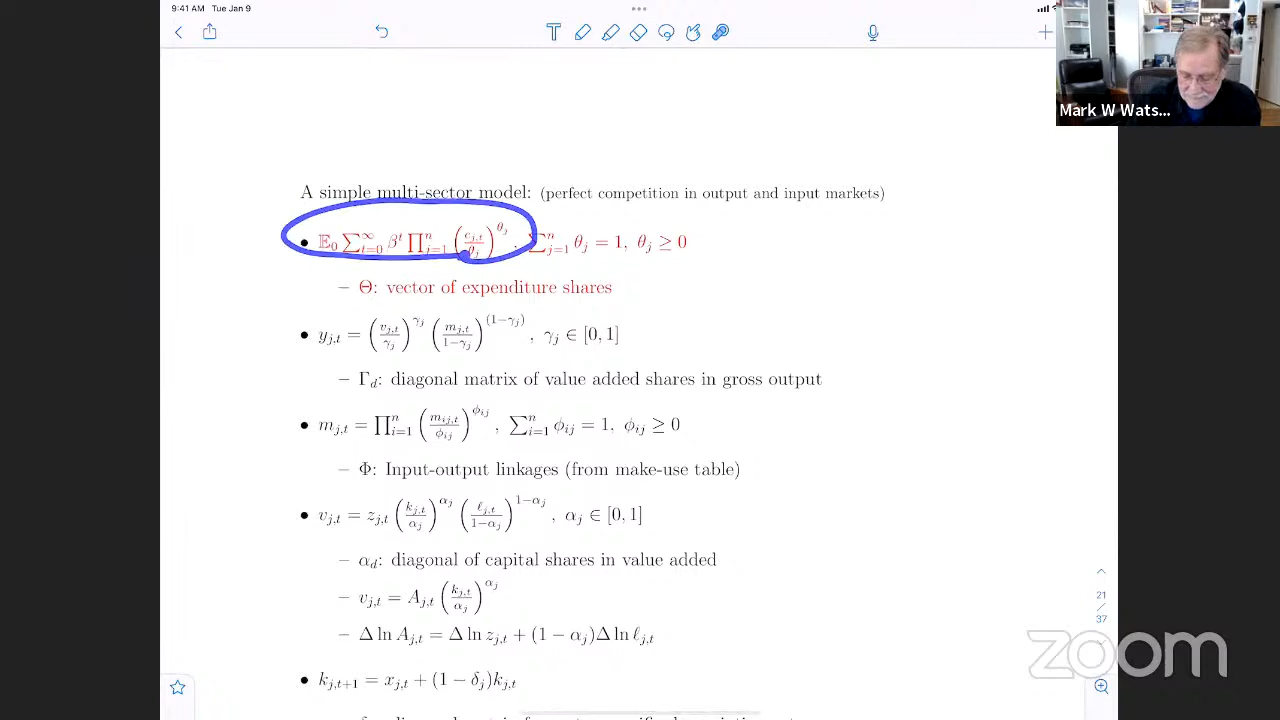 9:41 AM Tue Jan 9
Mark W Wats...
A simple multi-sector model: (perfect competition in output and input markets)
• 𝔼₀ ∑_{t=0}^{∞} β^t ∏_{j=1}^{n} (c_{j,t}/θ_j)^{θ_j}, ∑_{j=1}^{n} θ_j = 1, θ_j ≥ 0
– Θ: vector of expenditure shares
• y_{j,t} = (v_{j,t}/γ_j)^{γ_j} (m_{j,t}/(1−γ_j))^{(1−γ_j)}, γ_j ∈ [0, 1]
– Γ_d: diagonal matrix of value added shares in gross output
• m_{j,t} = ∏_{i=1}^{n} (m_{ij,t}/φ_{ij})^{φ_{ij}}, ∑_{i=1}^{n} φ_{ij} = 1, φ_{ij} ≥ 0
– Φ: Input-output linkages (from make-use table)
• v_{j,t} = z_{j,t} (k_{j,t}/α_j)^{α_j} (ℓ_{j,t}/(1−α_j))^{1−α_j}, α_j ∈ [0, 1]
– α_d: diagonal of capital shares in value added
– v_{j,t} = A_{j,t} (k_{j,t}/α_j)^{α_j}
– Δ ln A_{j,t} = Δ ln z_{j,t} + (1 − α_j)Δ ln ℓ_{j,t}
• k_{j,t+1} = x_{j,t} + (1 − δ_j)k_{j,t}
21
/
37
zoom